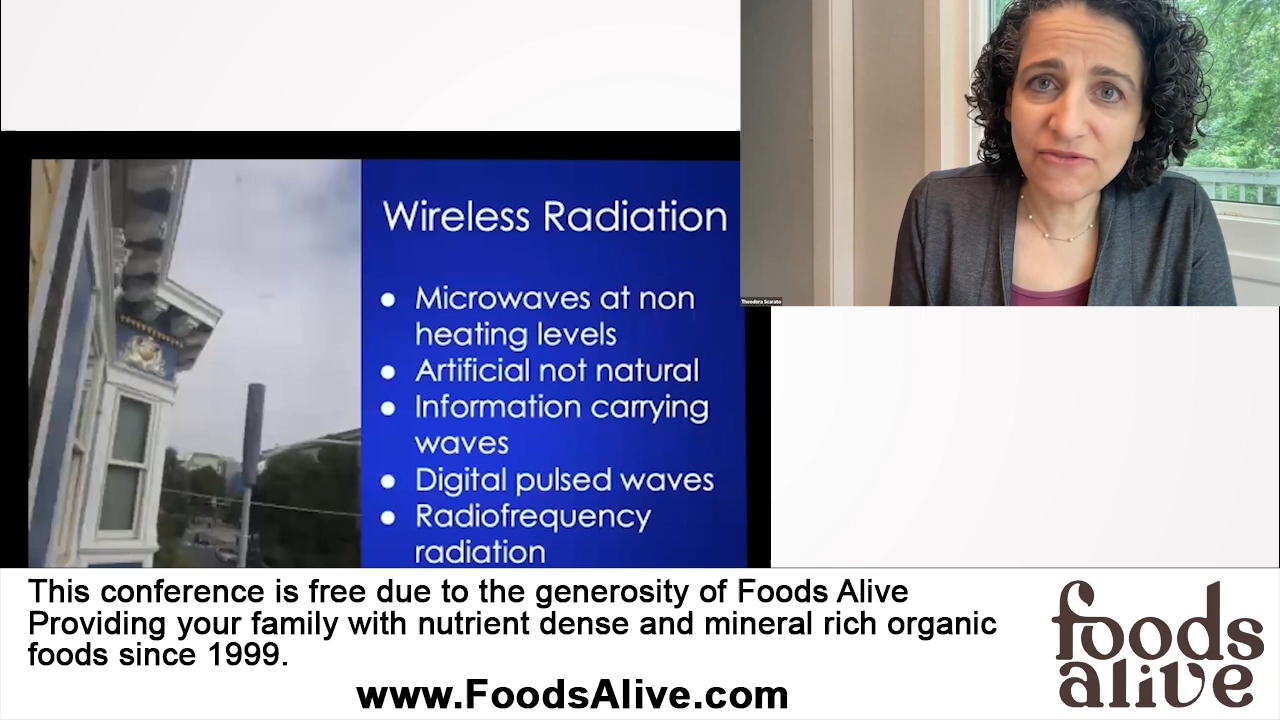 Wireless Radiation
● Microwaves at non
heating levels
● Artificial not natural
● Information carrying
waves
● Digital pulsed waves
● Radiofrequency
radiation
Theodora Scarato
This conference is free due to the generosity of Foods Alive
Providing your family with nutrient dense and mineral rich organic
foods since 1999.
www.FoodsAlive.com
foods
alive